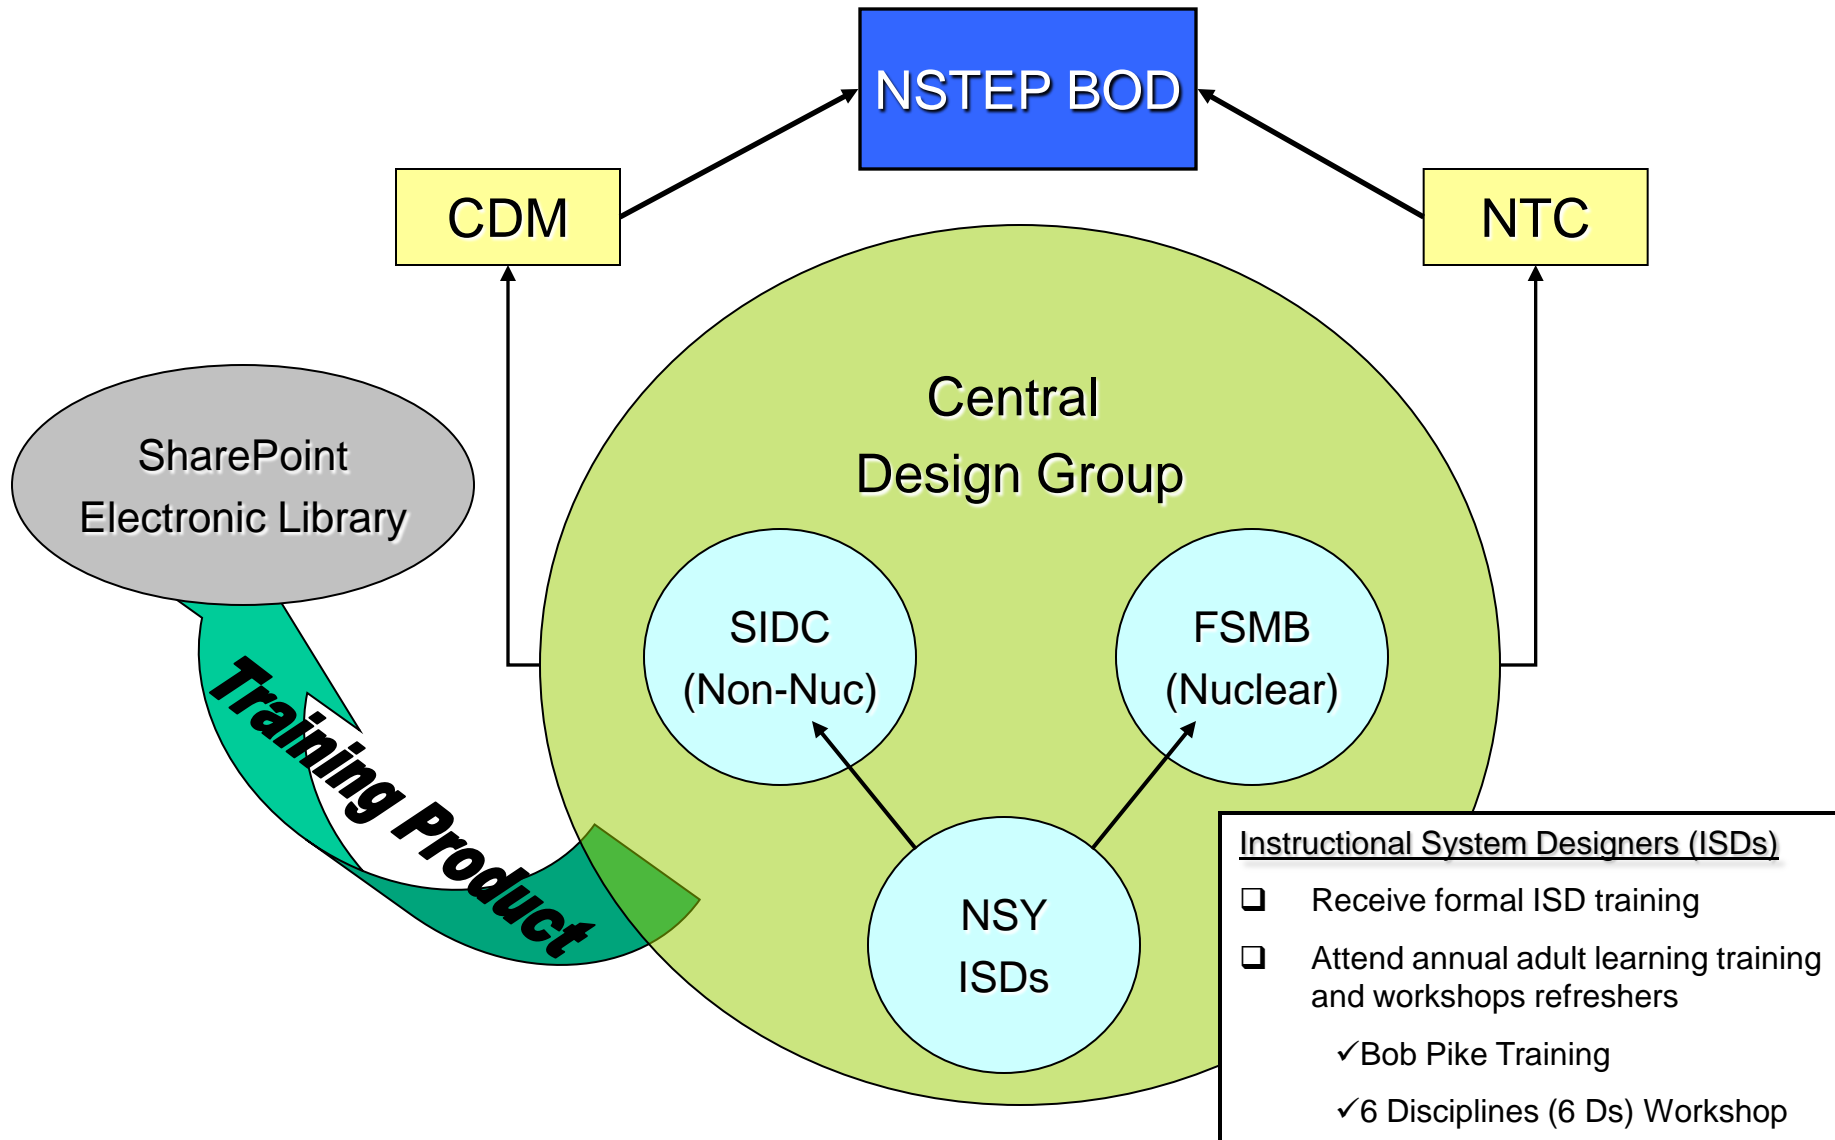 NSTEP BOD
CDM
NTC
Central
Design Group
SharePoint
Electronic Library
SIDC
(Non-Nuc)
FSMB
(Nuclear)
Training Product
NSY
ISDs
Instructional System Designers (ISDs)
❑ Receive formal ISD training
❑ Attend annual adult learning training
and workshops refreshers
✓Bob Pike Training
✓6 Disciplines (6 Ds) Workshop